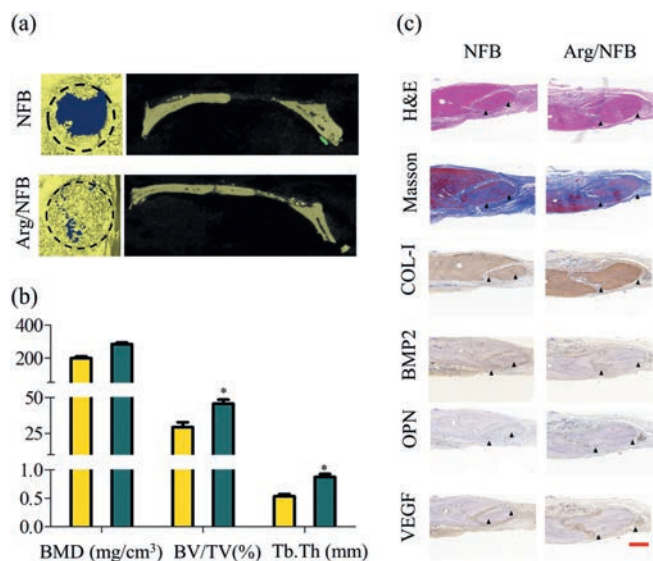 (a)
NFB
Arg/NFB
(b)
400
200
50
25
1.0
0.5
0.0
*
*
BMD (mg/cm³)
BV/TV(%)
Tb.Th (mm)
(c)
NFB
Arg/NFB
H&E
Masson
COL-I
BMP2
OPN
VEGF